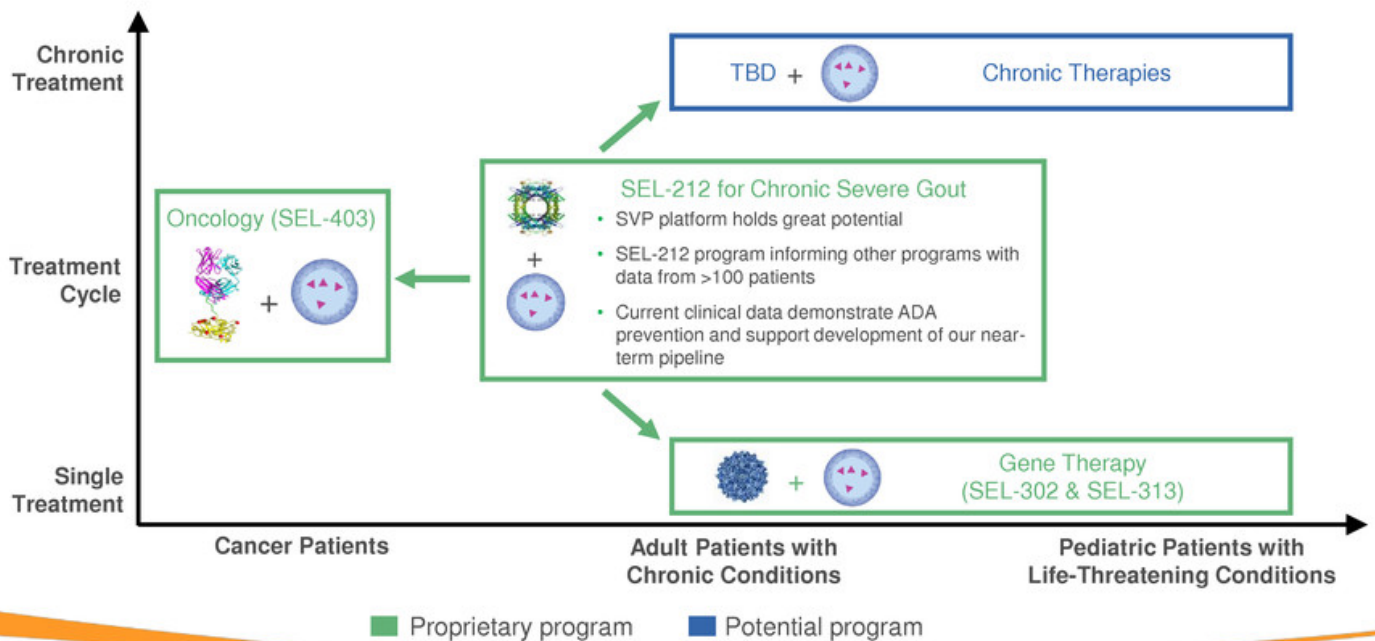 Chronic
Treatment
TBD +
Chronic Therapies
Oncology (SEL-403)
+
+
SEL-212 for Chronic Severe Gout
• SVP platform holds great potential
• SEL-212 program informing other programs with
data from >100 patients
• Current clinical data demonstrate ADA
prevention and support development of our near-
term pipeline
Treatment
Cycle
Single
Treatment
+
Gene Therapy
(SEL-302 & SEL-313)
Cancer Patients
Adult Patients with
Chronic Conditions
Pediatric Patients with
Life-Threatening Conditions
Proprietary program
Potential program